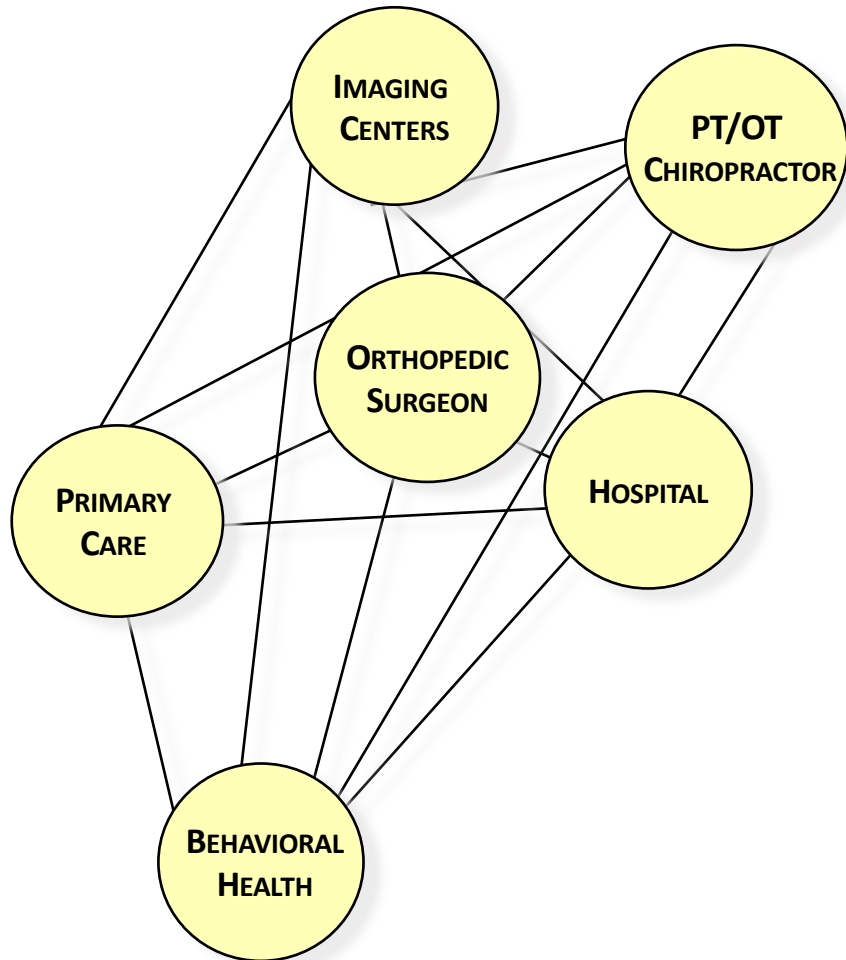 IMAGING
CENTERS
PT/OT
CHIROPRACTOR
ORTHOPEDIC
SURGEON
PRIMARY
CARE
HOSPITAL
BEHAVIORAL
HEALTH